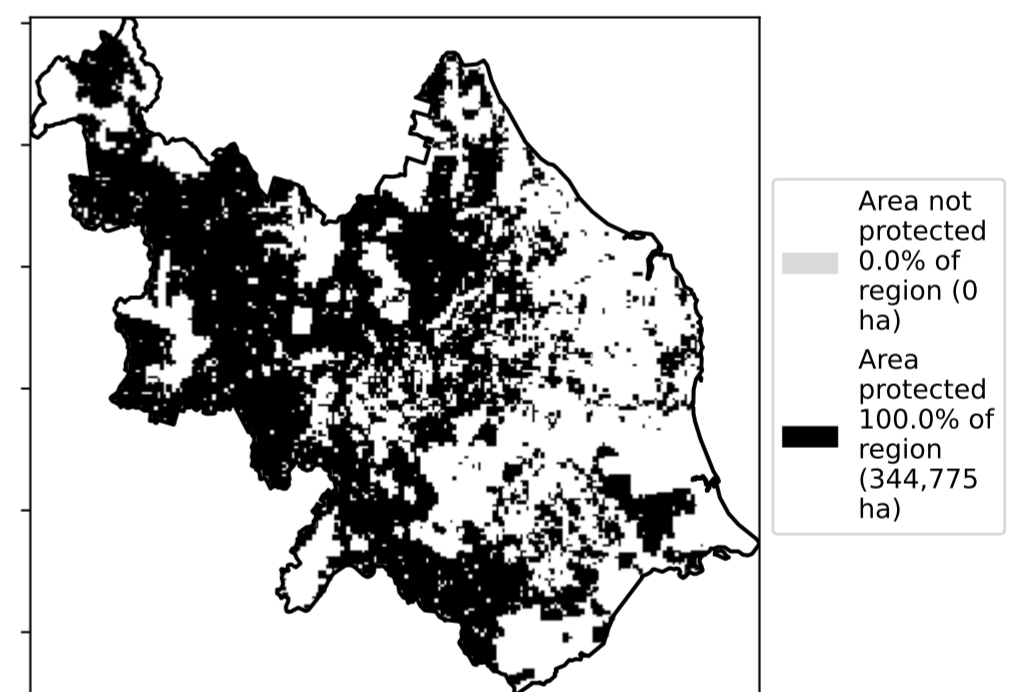 Area not
protected
0.0% of
region (0
ha)
Area
protected
100.0% of
region
(344,775
ha)